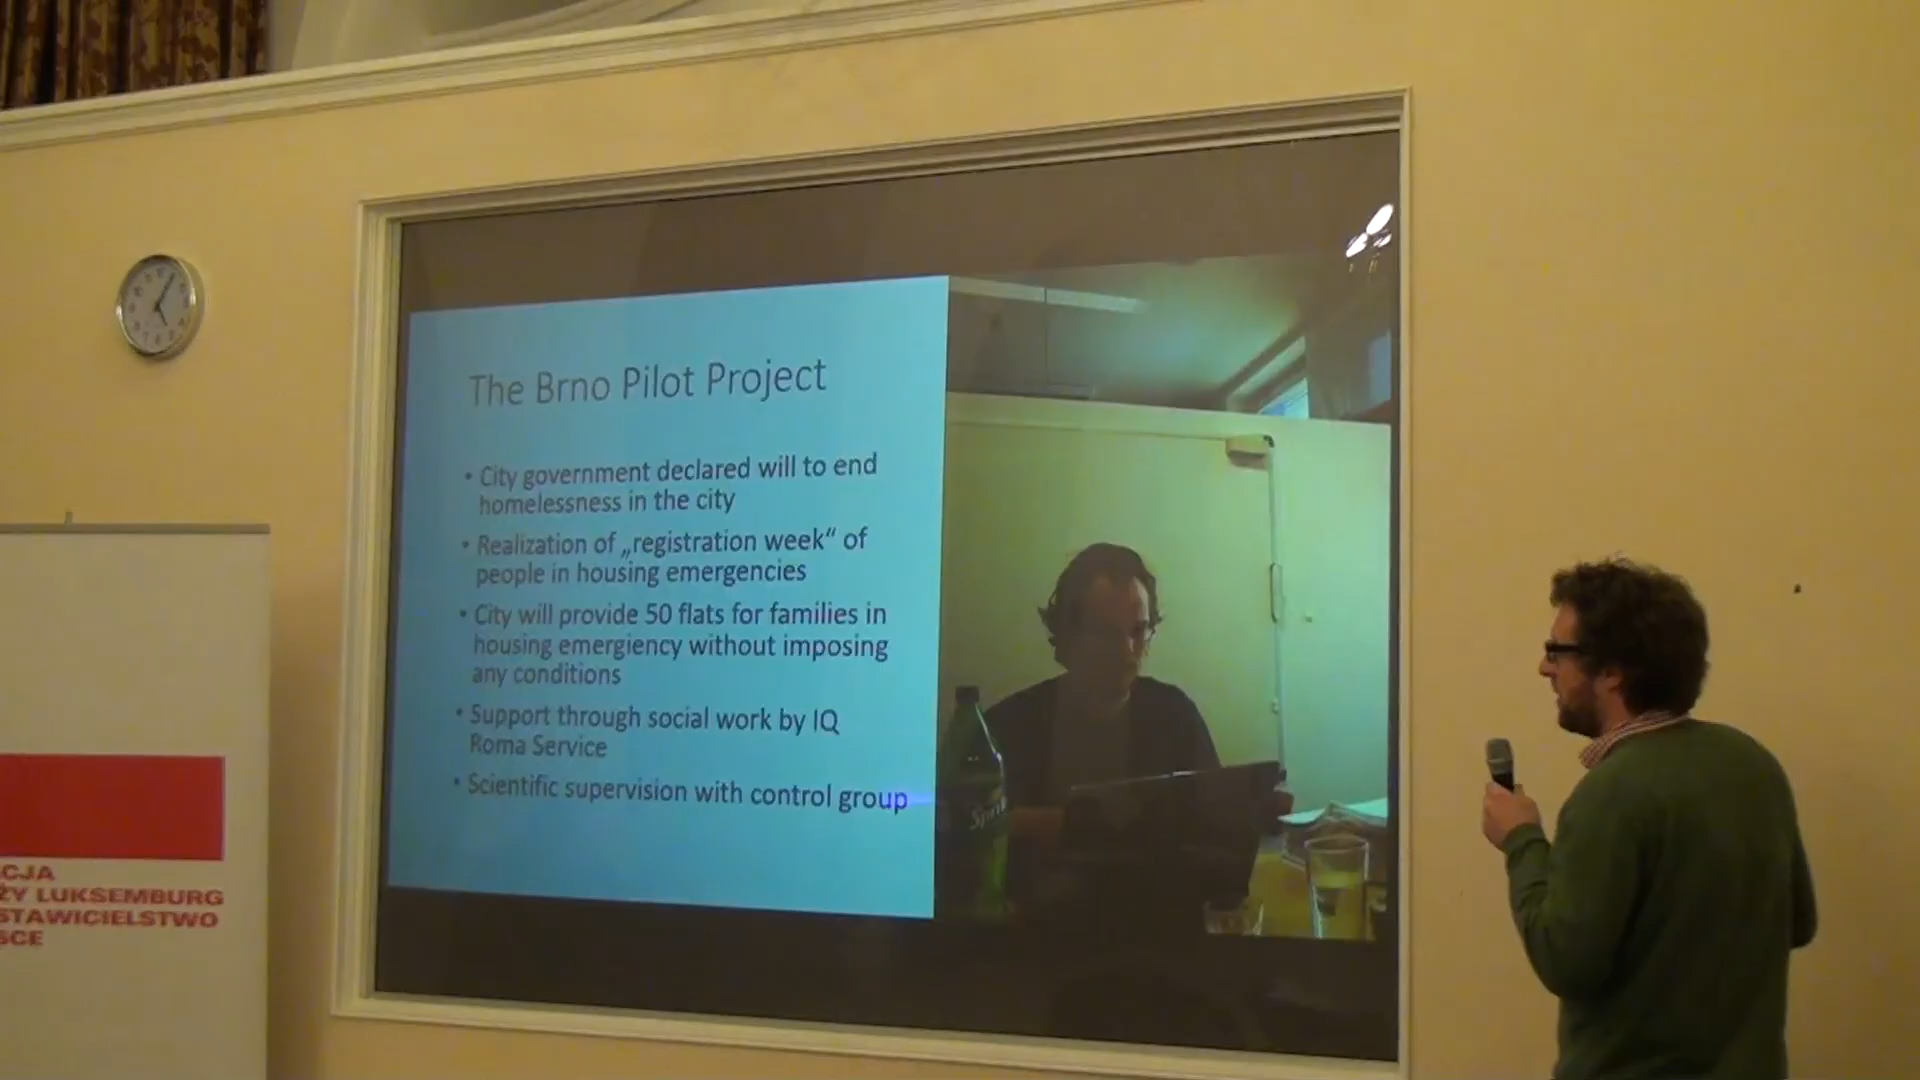 The Brno Pilot Project
• City government declared will to end
homelessness in the city
• Realization of „registration week“ of
people in housing emergencies
• City will provide 50 flats for families in
housing emergiency without imposing
any conditions
• Support through social work by IQ
Roma Service
• Scientific supervision with control group
CJA
ŻY LUKSEMBURG
STAWICIELSTWO
SCE